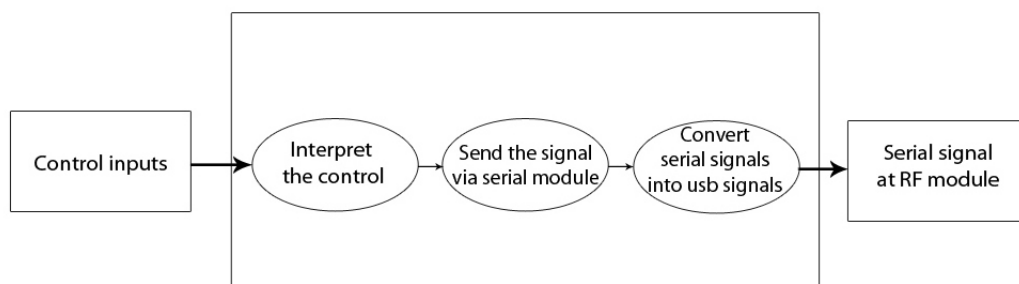 Control inputs
Interpret
the control
Send the signal
via serial module
Convert
serial signals
into usb signals
Serial signal
at RF module